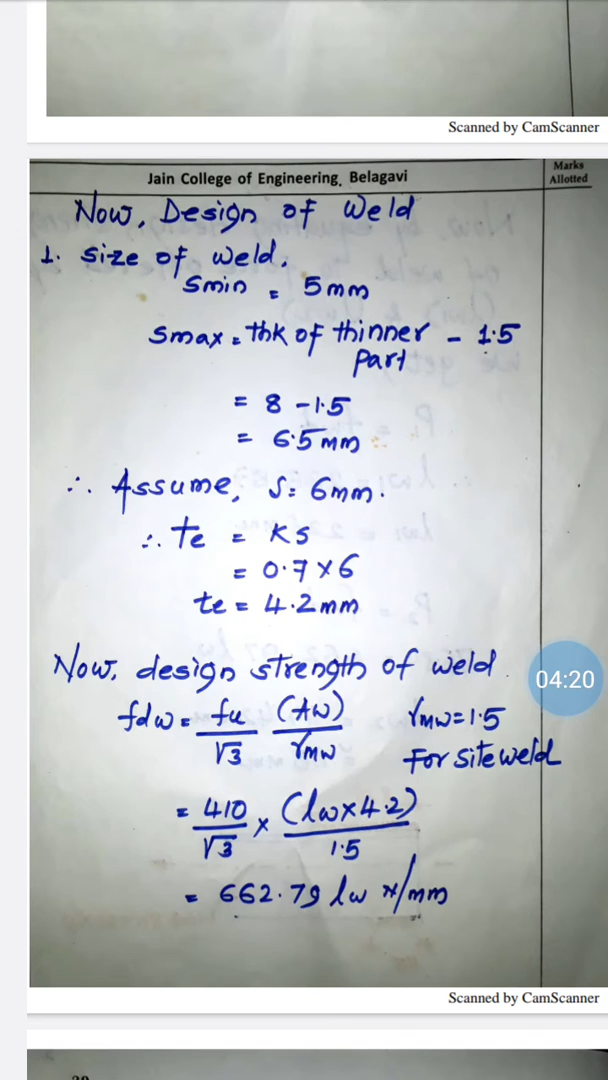 Scanned by CamScanner
Jain College of Engineering, Belagavi
Marks Allotted
Now, Design of Weld
1. size of weld.
Smin = 5mm
Smax = thk of thinner part - 1.5
= 8 - 1.5
= 6.5 mm
∴ Assume, S = 6mm.
∴ te = KS
= 0.7 × 6
te = 4.2 mm
Now, design strength of weld.
04:20
fdw = fu/√3 (Aw)/γmw γmw = 1.5
For site weld
= 410/√3 × (lw×4.2)/1.5
= 662.79 lw N/mm
Scanned by CamScanner